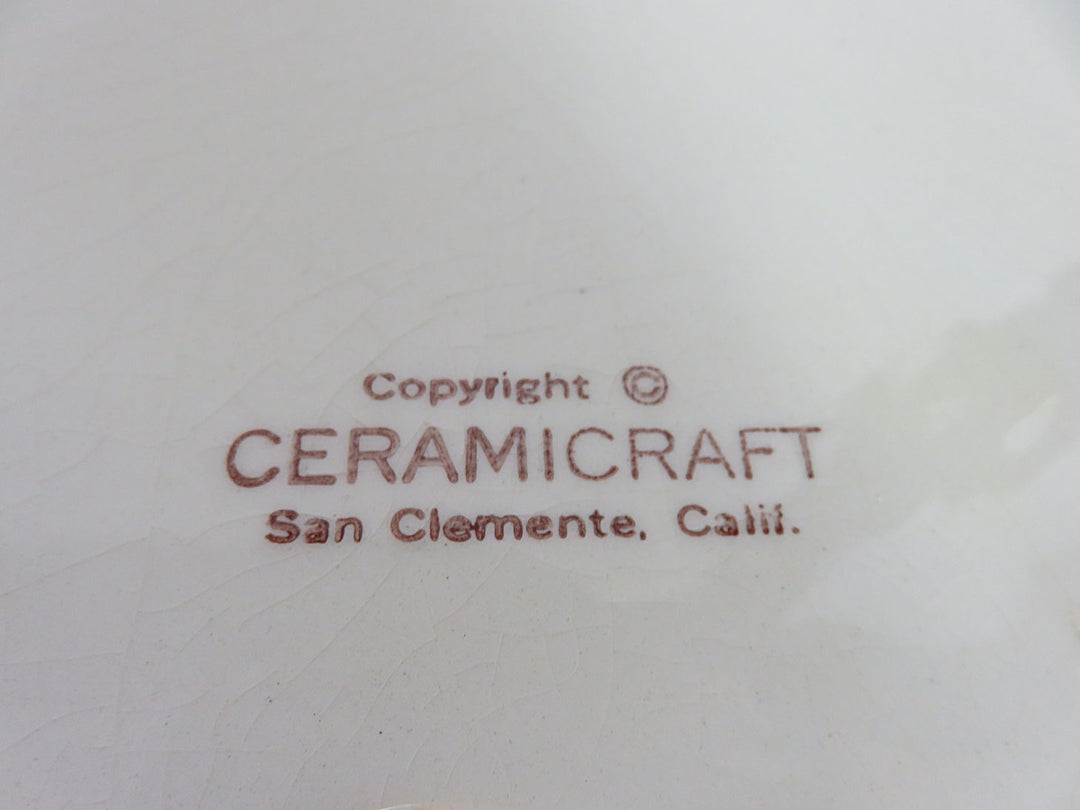 Copyright ©
CERAMICRAFT
San Clemente, Calif.